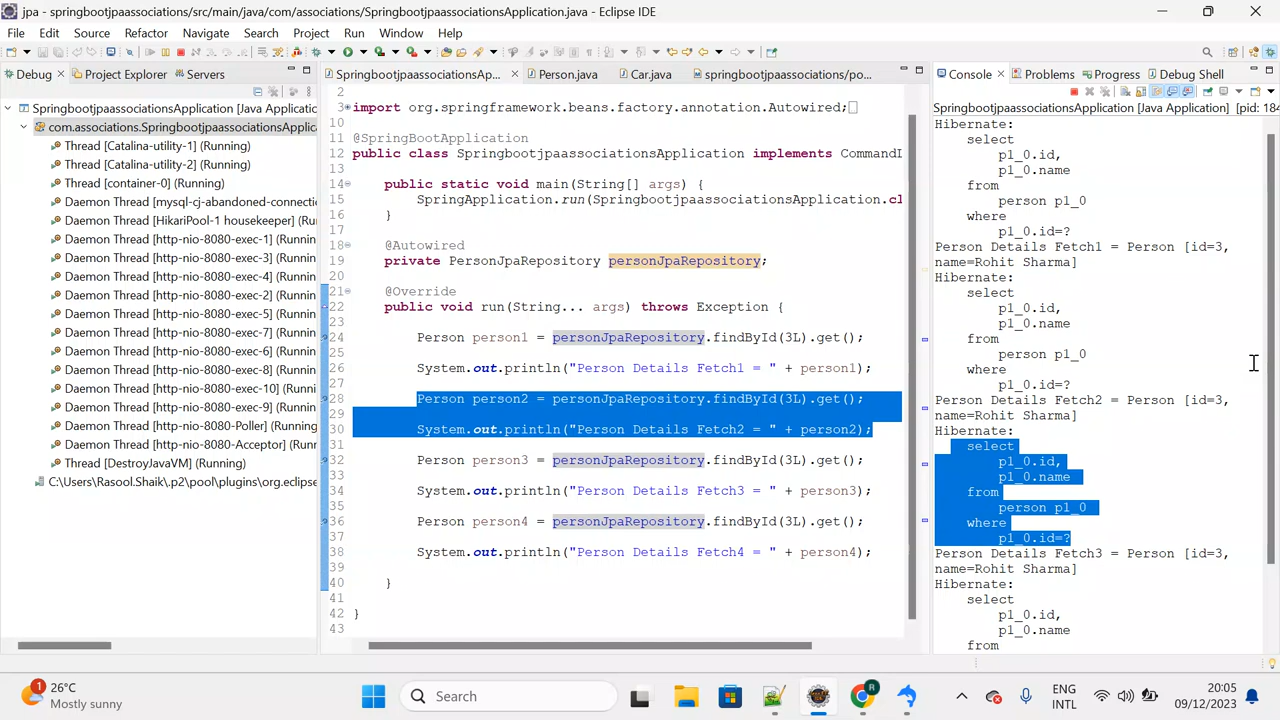 jpa - springbootjpaassociations/src/main/java/com/associations/SpringbootjpaassociationsApplication.java - Eclipse IDE
File Edit Source Refactor Navigate Search Project Run Window Help
Debug Project Explorer Servers
SpringbootjpaassociationsApplication [Java Applicatio
com.associations.SpringbootjpaassociationsApplica
Thread [Catalina-utility-1] (Running)
Thread [Catalina-utility-2] (Running)
Thread [container-0] (Running)
Daemon Thread [mysql-cj-abandoned-connecti
Daemon Thread [HikariPool-1 housekeeper] (Ru
Daemon Thread [http-nio-8080-exec-1] (Runnin
Daemon Thread [http-nio-8080-exec-3] (Runnin
Daemon Thread [http-nio-8080-exec-4] (Runnin
Daemon Thread [http-nio-8080-exec-2] (Runnin
Daemon Thread [http-nio-8080-exec-5] (Runnin
Daemon Thread [http-nio-8080-exec-7] (Runnin
Daemon Thread [http-nio-8080-exec-6] (Runnin
Daemon Thread [http-nio-8080-exec-8] (Runnin
Daemon Thread [http-nio-8080-exec-10] (Runni
Daemon Thread [http-nio-8080-exec-9] (Runnin
Daemon Thread [http-nio-8080-Poller] (Running
Daemon Thread [http-nio-8080-Acceptor] (Runn
Thread [DestroyJavaVM] (Running)
C:\Users\Rasool.Shaik\.p2\pool\plugins\org.eclipse
SpringbootjpaassociationsAp... Person.java Car.java springbootjpaassociations/po...
2
3 import org.springframework.beans.factory.annotation.Autowired;
10
11 @SpringBootApplication
12 public class SpringbootjpaassociationsApplication implements CommandL
13
14 public static void main(String[] args) {
15 SpringApplication.run(SpringbootjpaassociationsApplication.cl
16 }
17
18 @Autowired
19 private PersonJpaRepository personJpaRepository;
20
21 @Override
22 public void run(String... args) throws Exception {
23
24 Person person1 = personJpaRepository.findById(3L).get();
25
26 System.out.println("Person Details Fetch1 = " + person1);
27
28 Person person2 = personJpaRepository.findById(3L).get();
29
30 System.out.println("Person Details Fetch2 = " + person2);
31
32 Person person3 = personJpaRepository.findById(3L).get();
33
34 System.out.println("Person Details Fetch3 = " + person3);
35
36 Person person4 = personJpaRepository.findById(3L).get();
37
38 System.out.println("Person Details Fetch4 = " + person4);
39
40 }
41
42 }
43
Console Problems Progress Debug Shell
SpringbootjpaassociationsApplication [Java Application] [pid: 184
Hibernate:
select
p1_0.id,
p1_0.name
from
person p1_0
where
p1_0.id=?
Person Details Fetch1 = Person [id=3,
name=Rohit Sharma]
Hibernate:
select
p1_0.id,
p1_0.name
from
person p1_0
where
p1_0.id=?
Person Details Fetch2 = Person [id=3,
name=Rohit Sharma]
Hibernate:
select
p1_0.id,
p1_0.name
from
person p1_0
where
p1_0.id=?
Person Details Fetch3 = Person [id=3,
name=Rohit Sharma]
Hibernate:
select
p1_0.id,
p1_0.name
from
1
26°C
Mostly sunny
Search
R
ENG
INTL
20:05
09/12/2023